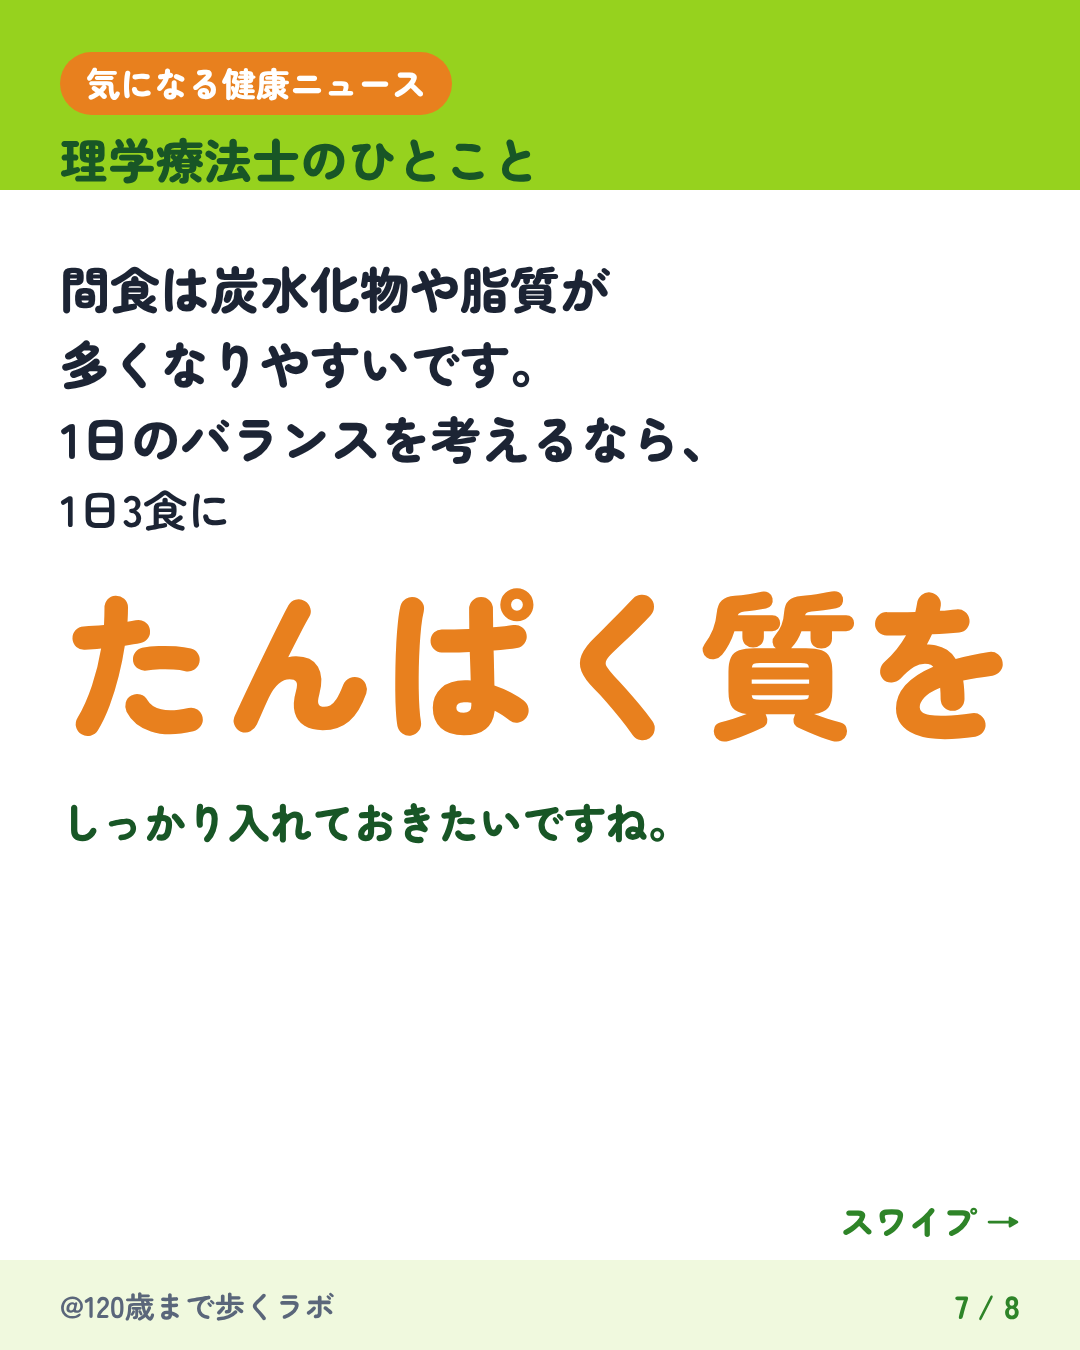 気になる健康ニュース
理学療法士のひとこと
間食は炭水化物や脂質が
多くなりやすいです。
1日のバランスを考えるなら、
1日3食に
たんぱく質を
しっかり入れておきたいですね。
スワイプ →
@120歳まで歩くラボ
7 / 8